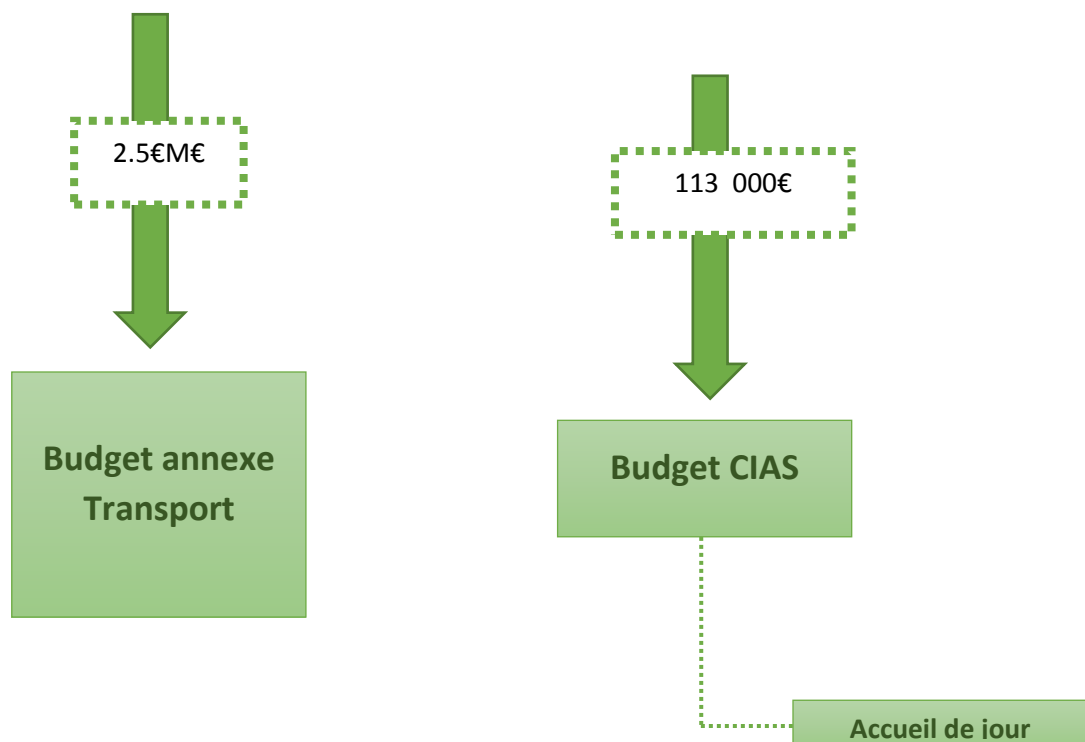 2.5€M€
113 000€
Budget annexe
Transport
Budget CIAS
Accueil de jour